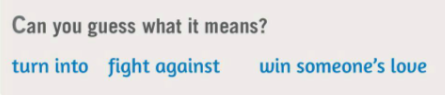 Can you guess what it means?
turn into fight against win someone's love